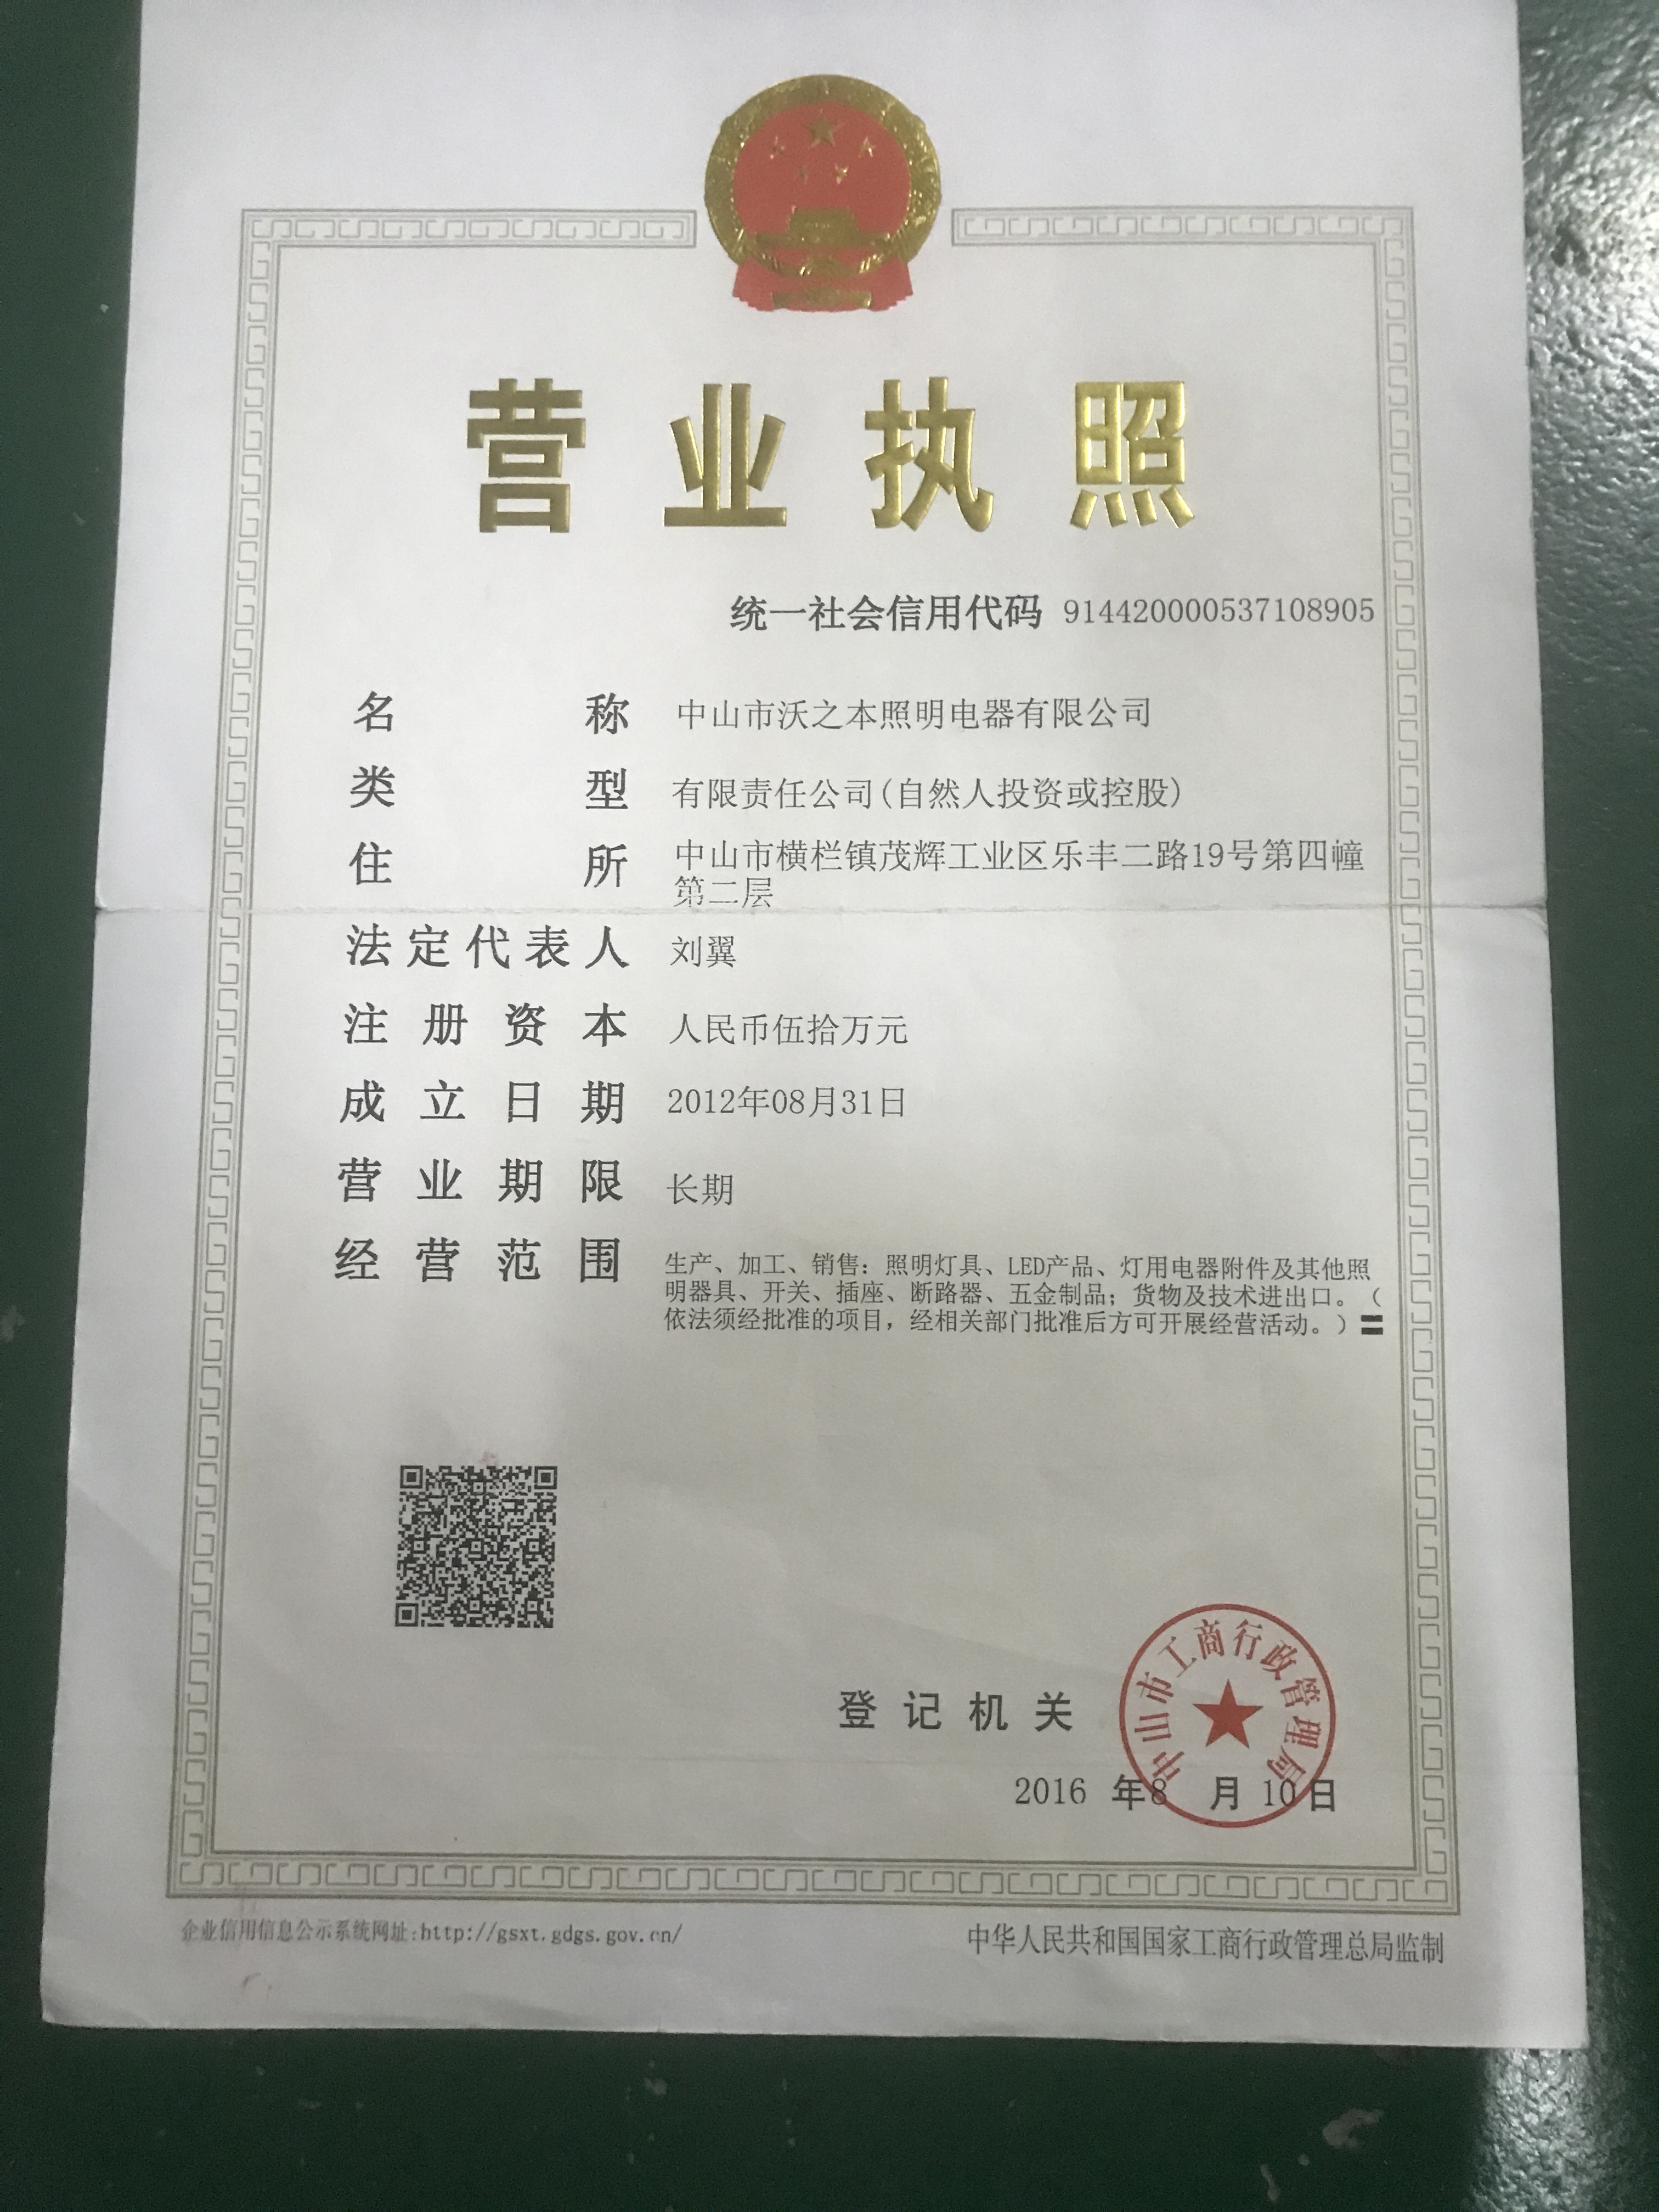 营业执照
统一社会信用代码 914420000537108905
名称 中山市沃之本照明电器有限公司
类型 有限责任公司(自然人投资或控股)
住所 中山市横栏镇茂辉工业区乐丰二路19号第四幢
第二层
法定代表人 刘翼
注册资本 人民币伍拾万元
成立日期 2012年08月31日
营业期限 长期
经营范围 生产、加工、销售：照明灯具、LED产品、灯用电器附件及其他照
明器具、开关、插座、断路器、五金制品；货物及技术进出口。（
依法须经批准的项目，经相关部门批准后方可开展经营活动。）〓
登记机关
中山市工商行政管理局
2016 年8 月 10日
企业信用信息公示系统网址:http://gsxt.gdgs.gov.cn/
中华人民共和国国家工商行政管理总局监制